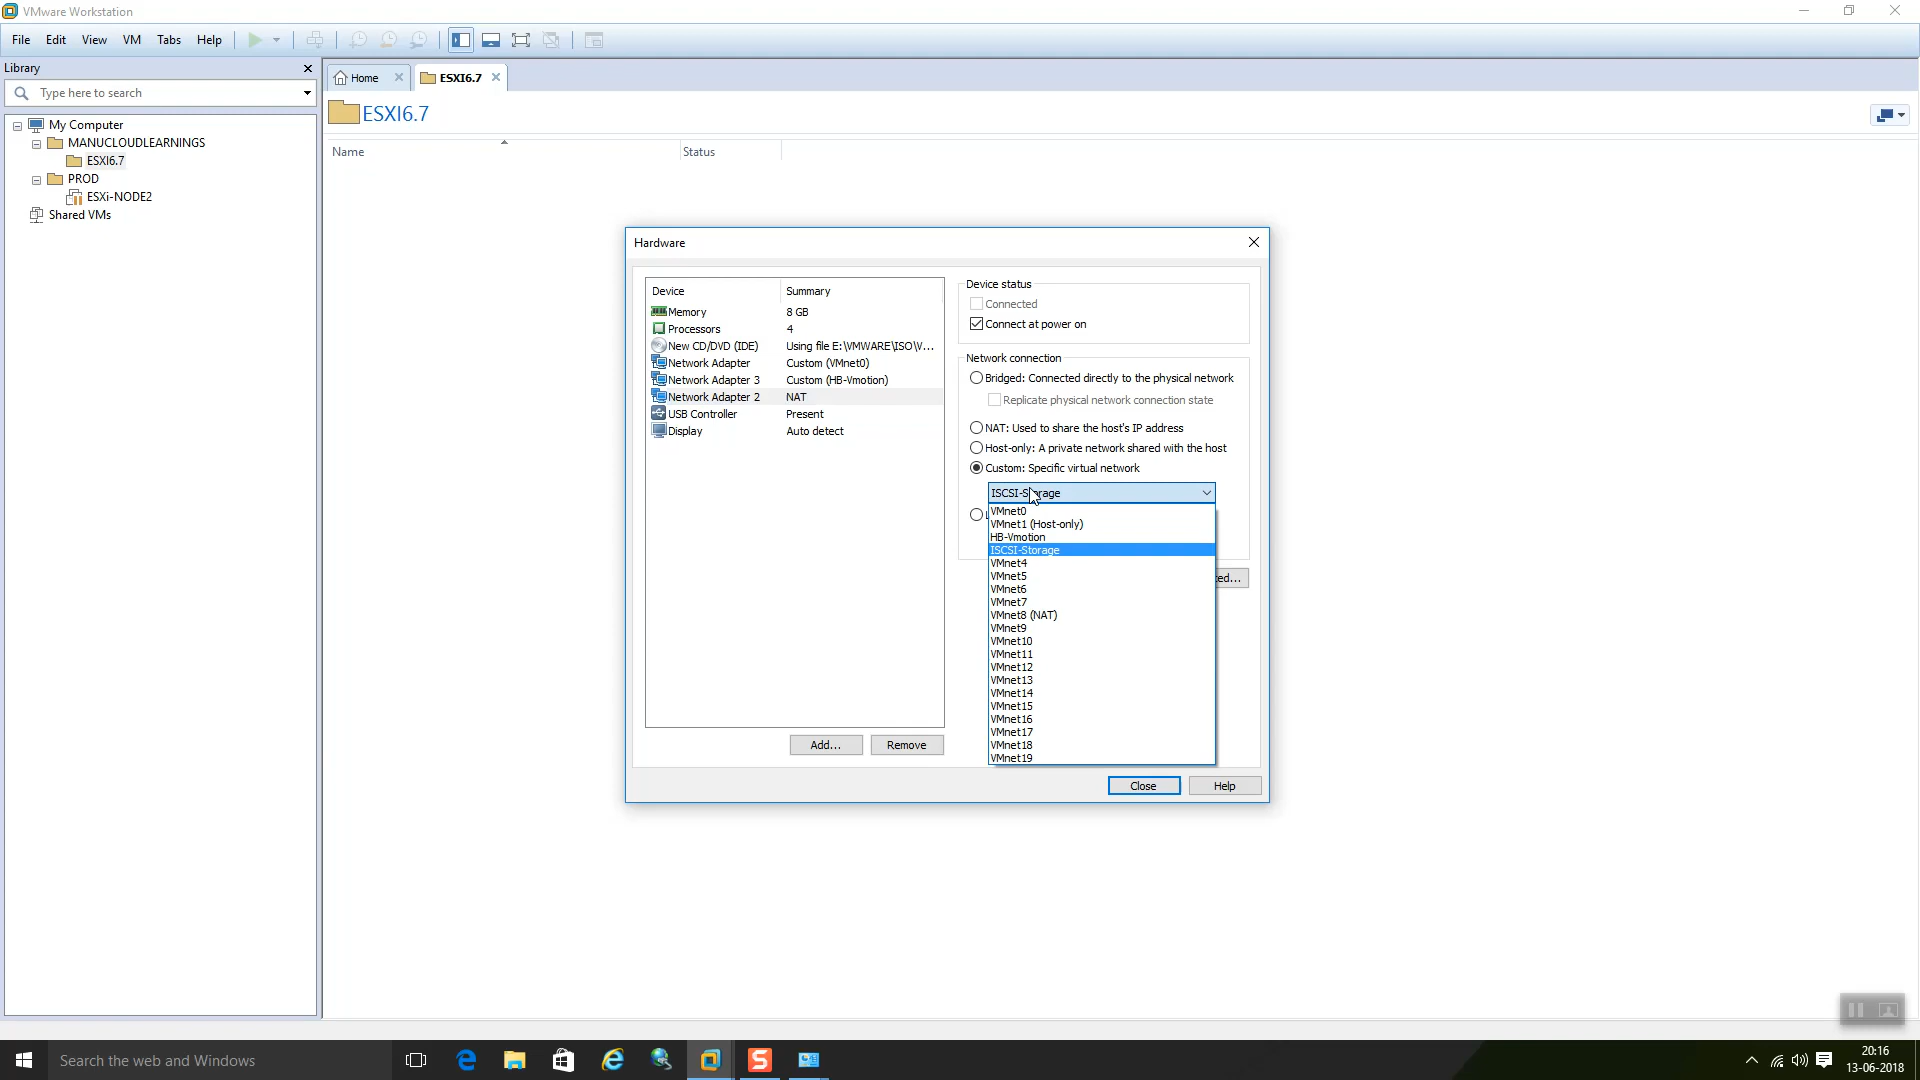 VMware Workstation
File Edit View VM Tabs Help
Library
Type here to search
My Computer
MANUCLOUDLEARNINGS
ESXI6.7
PROD
ESXi-NODE2
Shared VMs
Home
ESXI6.7
ESXI6.7
Name Status
Hardware
Device Summary
Memory 8 GB
Processors 4
New CD/DVD (IDE) Using file E:\VMWARE\ISO\V...
Network Adapter Custom (VMnet0)
Network Adapter 3 Custom (HB-Vmotion)
Network Adapter 2 NAT
USB Controller Present
Display Auto detect
Add... Remove
Device status
Connected
Connect at power on
Network connection
Bridged: Connected directly to the physical network
Replicate physical network connection state
NAT: Used to share the host's IP address
Host-only: A private network shared with the host
Custom: Specific virtual network
ISCSI-Storage
VMnet0
VMnet1 (Host-only)
HB-Vmotion
ISCSI-Storage
VMnet4
VMnet5
VMnet6
VMnet7
VMnet8 (NAT)
VMnet9
VMnet10
VMnet11
VMnet12
VMnet13
VMnet14
VMnet15
VMnet16
VMnet17
VMnet18
VMnet19
ed...
Close Help
Search the web and Windows
20:16
13-06-2018